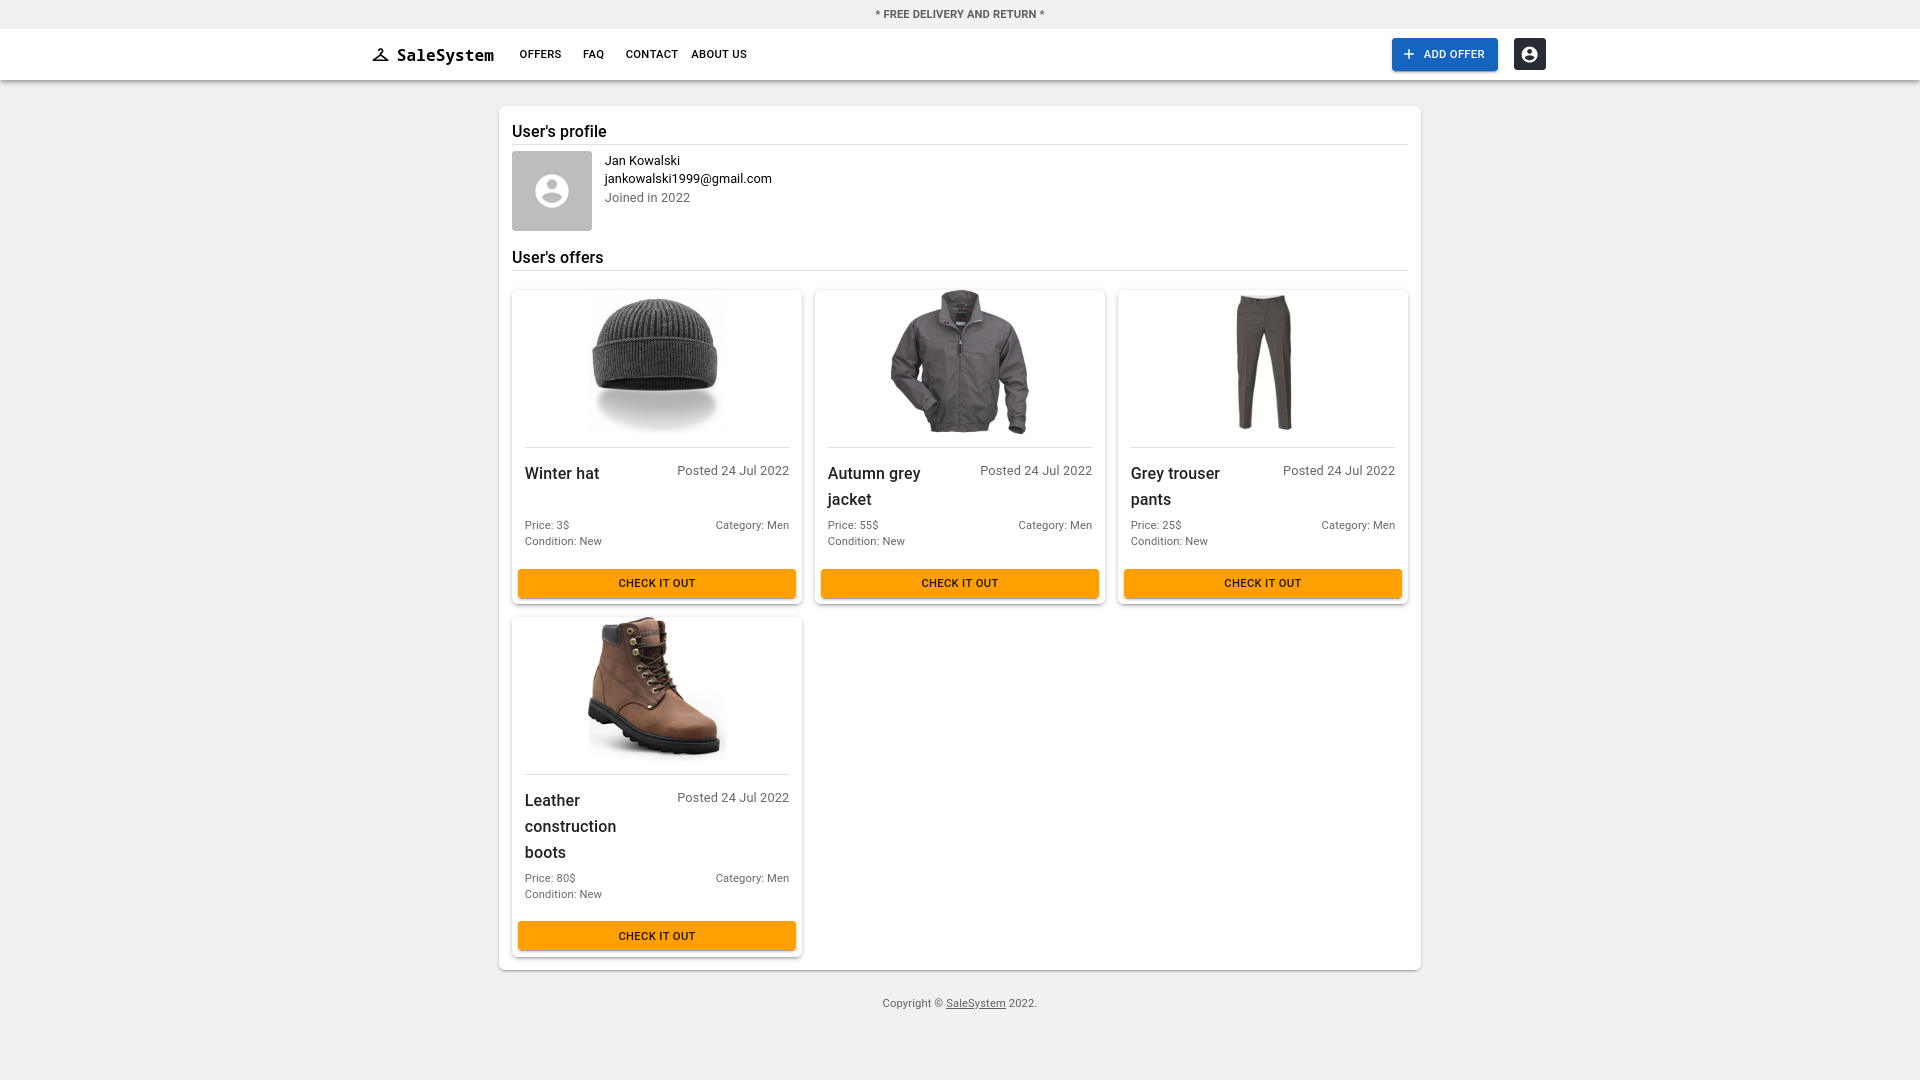 * FREE DELIVERY AND RETURN *
SaleSystem OFFERS FAQ CONTACT ABOUT US ADD OFFER
User's profile
Jan Kowalski
jankowalski1999@gmail.com
Joined in 2022
User's offers
Winter hat Posted 24 Jul 2022
Price: 3$ Category: Men
Condition: New
CHECK IT OUT
Autumn grey Posted 24 Jul 2022
jacket
Price: 55$ Category: Men
Condition: New
CHECK IT OUT
Grey trouser Posted 24 Jul 2022
pants
Price: 25$ Category: Men
Condition: New
CHECK IT OUT
Leather Posted 24 Jul 2022
construction
boots
Price: 80$ Category: Men
Condition: New
CHECK IT OUT
Copyright © SaleSystem 2022.